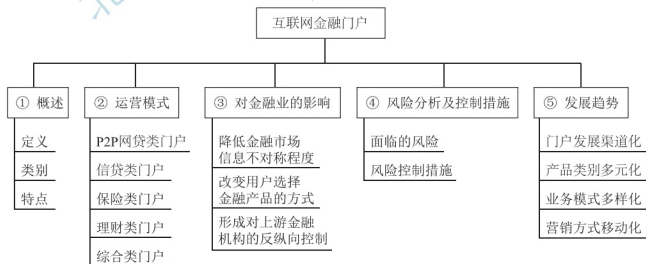 互联网金融门户
① 概述
定义
类别
特点
② 运营模式
P2P网贷类门户
信贷类门户
保险类门户
理财类门户
综合类门户
③ 对金融业的影响
降低金融市场
信息不对称程度
改变用户选择
金融产品的方式
形成对上游金融
机构的反纵向控制
④ 风险分析及控制措施
面临的风险
风险控制措施
⑤ 发展趋势
门户发展渠道化
产品类别多元化
业务模式多样化
营销方式移动化